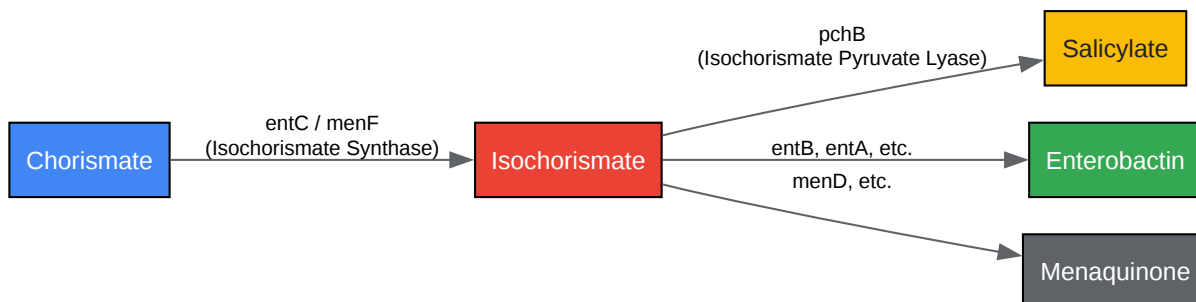 pchB
(Isochorismate Pyruvate Lyase)
Salicylate
entC / menF
(Isochorismate Synthase)
Chorismate
Isochorismate
entB, entA, etc.
Enterobactin
menD, etc.
Menaquinone